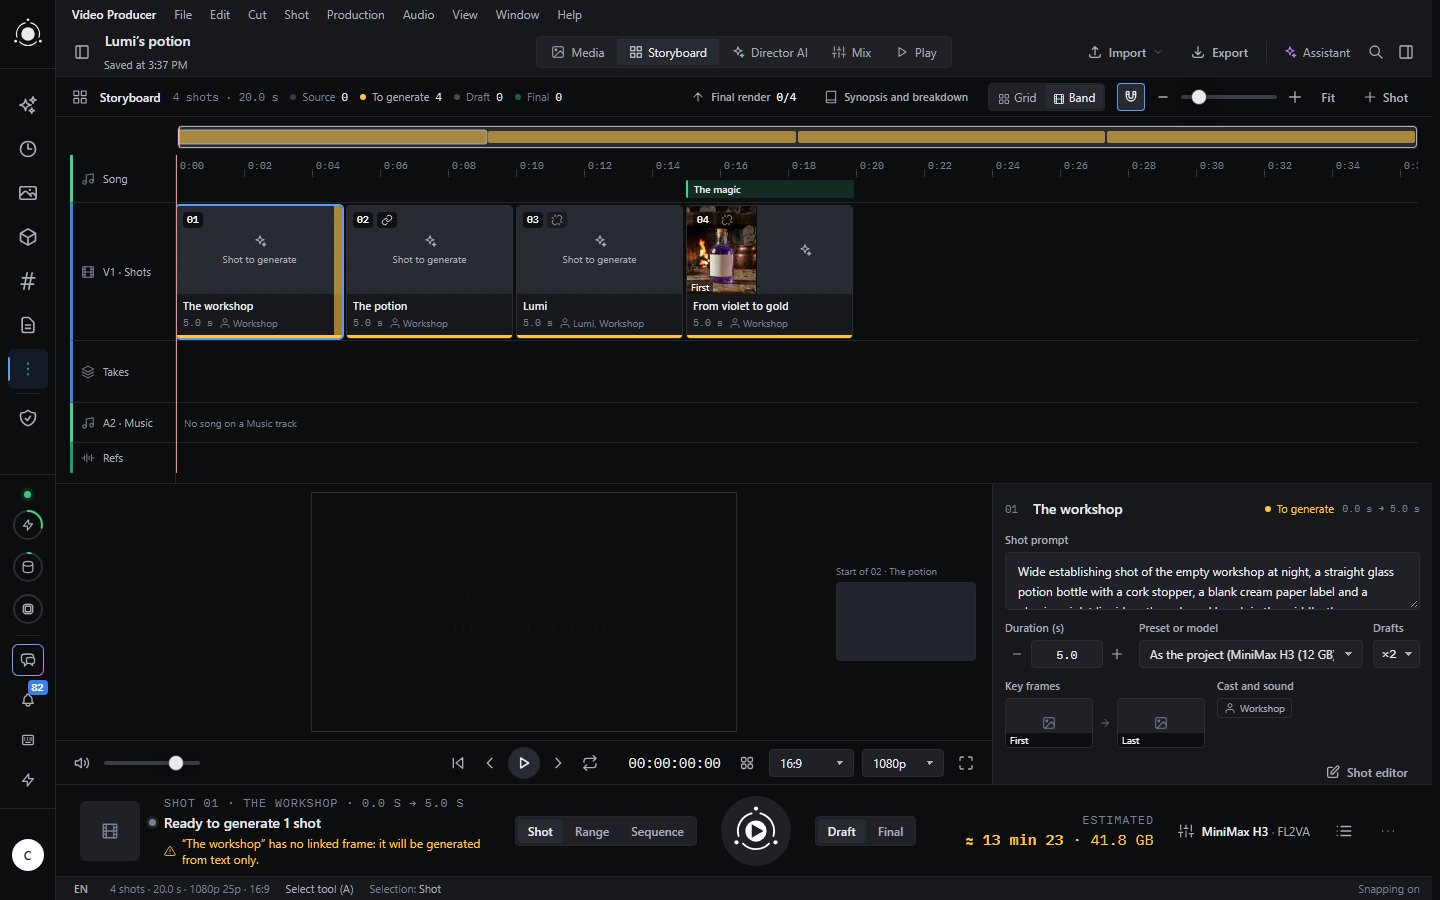 Video Producer File Edit Cut Shot Production Audio View Window Help
Lumi's potion
Saved at 3:37 PM
Media Storyboard Director AI Mix Play
Import Export Assistant
Storyboard 4 shots · 20.0 s Source 0 To generate 4 Draft 0 Final 0
Final render 0/4 Synopsis and breakdown Grid Band Fit Shot
0:00 0:02 0:04 0:06 0:08 0:10 0:12 0:14 0:16 0:18 0:20 0:22 0:24 0:26 0:28 0:30 0:32 0:34
Song
The magic
V1 · Shots
01
Shot to generate
The workshop
5.0 s Workshop
02
Shot to generate
The potion
5.0 s Workshop
03
Shot to generate
Lumi
5.0 s Lumi, Workshop
04
First
From violet to gold
5.0 s Workshop
Takes
A2 · Music
No song on a Music track
Refs
Lumi's potion
Start of 02 · The potion
01 The workshop To generate 0.0 s → 5.0 s
Shot prompt
Wide establishing shot of the empty workshop at night, a straight glass
potion bottle with a cork stopper, a blank cream paper label and a
Duration (s) Preset or model Drafts
5.0 As the project (MiniMax H3 (12 GB) ×2
Key frames Cast and sound
Workshop
First → Last
Shot editor
00:00:00:00 16:9 1080p
SHOT 01 · THE WORKSHOP · 0.0 S → 5.0 S
Ready to generate 1 shot
"The workshop" has no linked frame: it will be generated
from text only.
Shot Range Sequence
Draft Final
ESTIMATED
≈ 13 min 23 · 41.8 GB
MiniMax H3 · FL2VA
82
C
EN 4 shots · 20.0 s · 1080p 25p · 16:9 Select tool (A) Selection: Shot
Snapping on